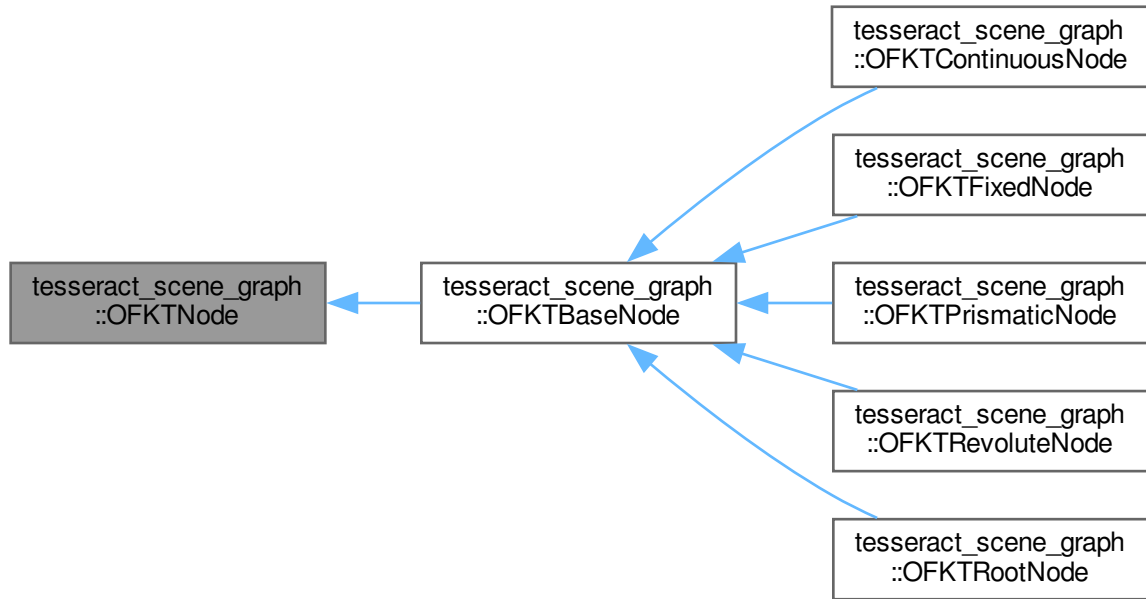 tesseract_scene_graph
::OFKTNode
tesseract_scene_graph
::OFKTBaseNode
tesseract_scene_graph
::OFKTContinuousNode
tesseract_scene_graph
::OFKTFixedNode
tesseract_scene_graph
::OFKTPrismaticNode
tesseract_scene_graph
::OFKTRevoluteNode
tesseract_scene_graph
::OFKTRootNode